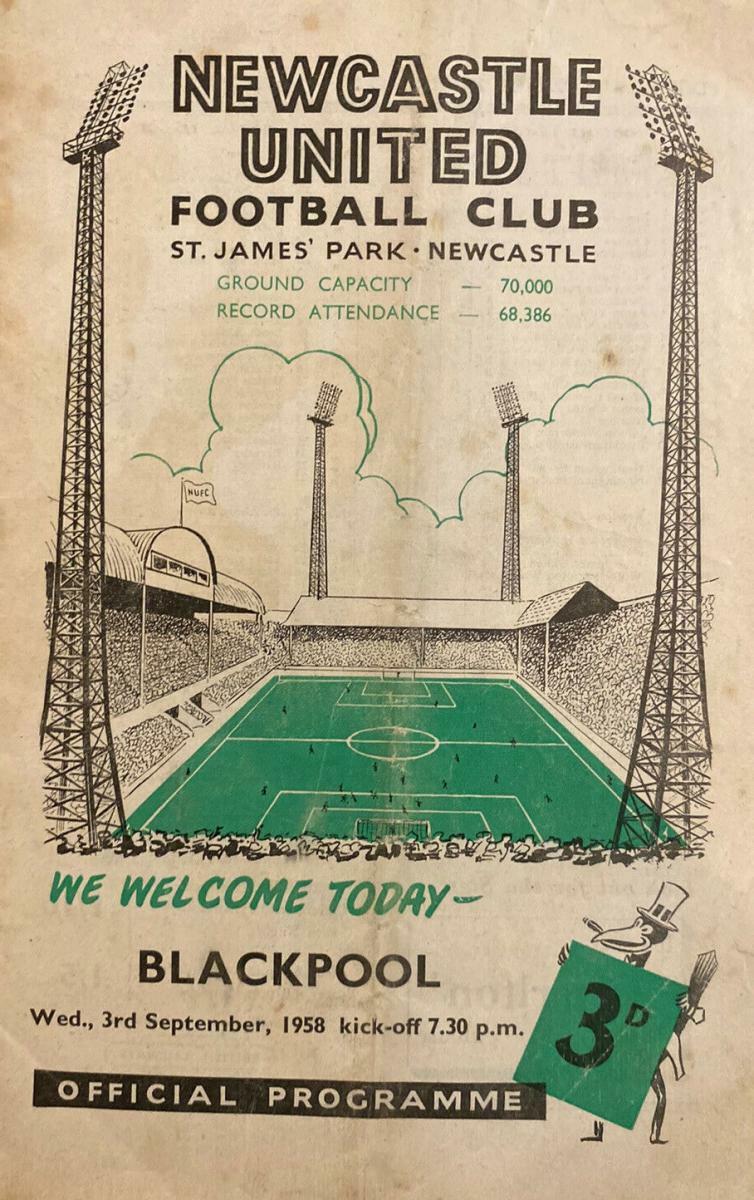 NEWCASTLE
UNITED
FOOTBALL CLUB
ST. JAMES' PARK · NEWCASTLE
GROUND CAPACITY — 70,000
RECORD ATTENDANCE — 68,386
NUFC
WE WELCOME TODAY-
BLACKPOOL
Wed., 3rd September, 1958 kick-off 7.30 p.m.
3D
OFFICIAL PROGRAMME